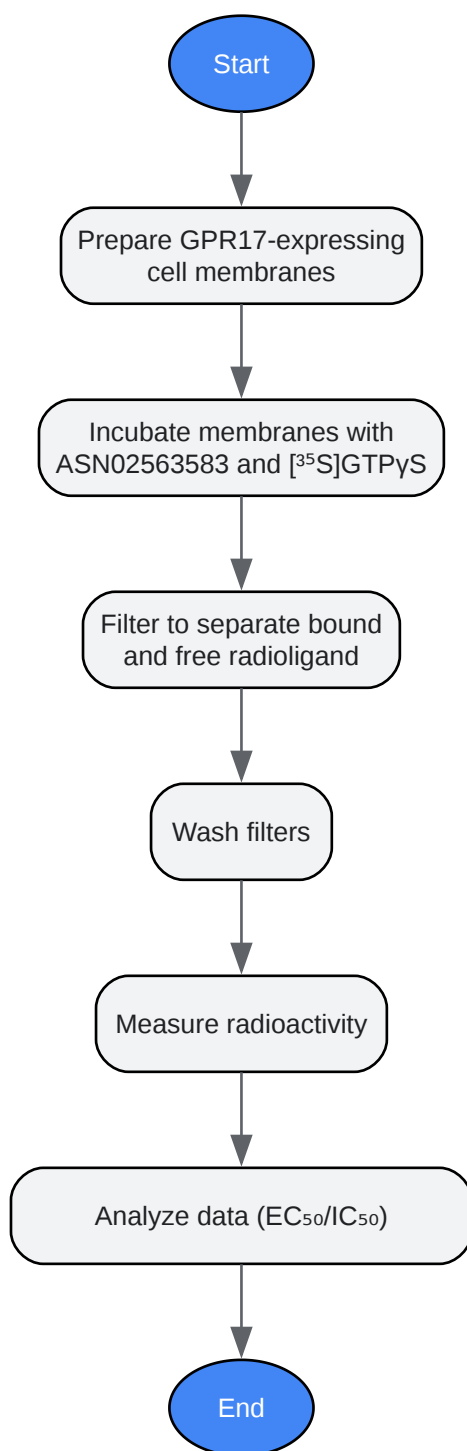 Start
Prepare GPR17-expressing
cell membranes
Incubate membranes with
ASN02563583 and [³⁵S]GTPγS
Filter to separate bound
and free radioligand
Wash filters
Measure radioactivity
Analyze data (EC₅₀/IC₅₀)
End